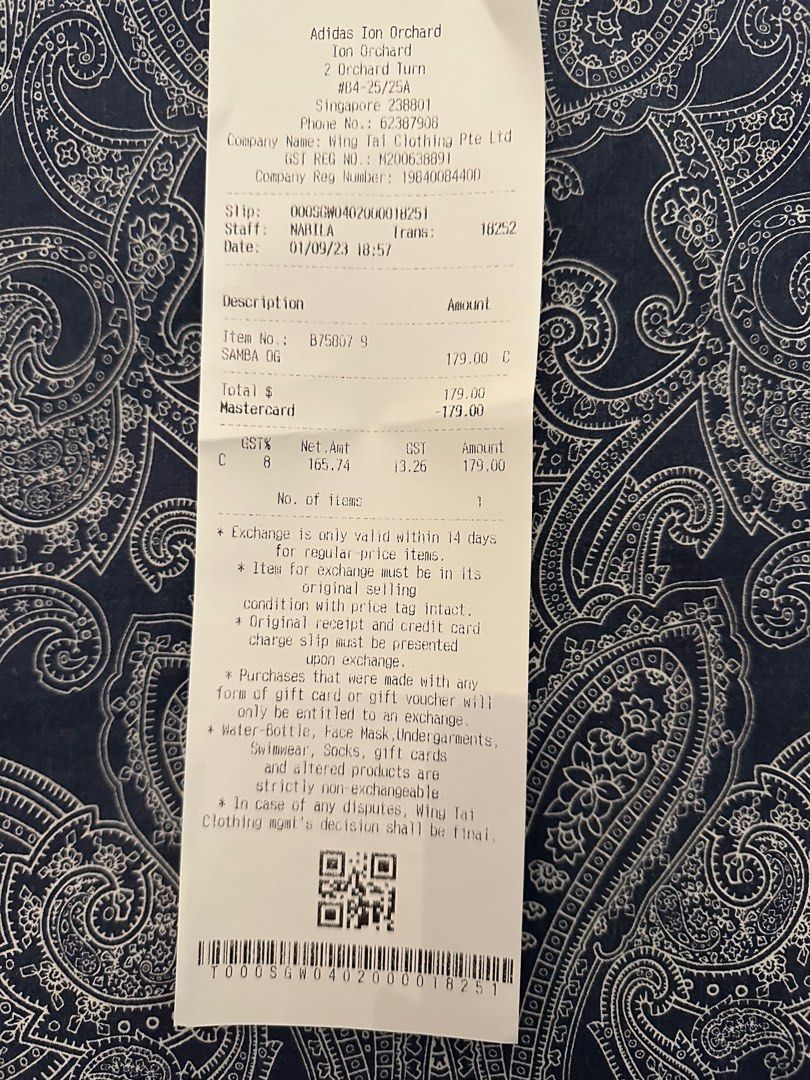 Adidas Ion Orchard
Ion Orchard
2 Orchard Turn
#B4-25/25A
Singapore 238801
Phone No.: 62387908
Company Name: Wing Tai Clothing Pte Ltd
GST REG NO.: M200638891
Company Reg Number: 198400844OD
Slip: 000SGW0402000018251
Staff: NABILA Trans: 18252
Date: 01/09/23 18:57
Description Amount
Item No.: B75807 9
SAMBA OG 179.00 C
Total $ 179.00
Mastercard -179.00
GST% Net.Amt GST Amount
C 8 165.74 13.26 179.00
No. of items 1
* Exchange is only valid within 14 days
for regular-price items.
* Item for exchange must be in its
original selling
condition with price tag intact.
* Original receipt and credit card
charge slip must be presented
upon exchange.
* Purchases that were made with any
form of gift card or gift voucher will
only be entitled to an exchange.
* Water-Bottle, Face Mask,Undergarments,
Swimwear, Socks, gift cards
and altered products are
strictly non-exchangeable
* In case of any disputes, Wing Tai
Clothing mgmt's decision shall be final.
T000SGW0402000018251